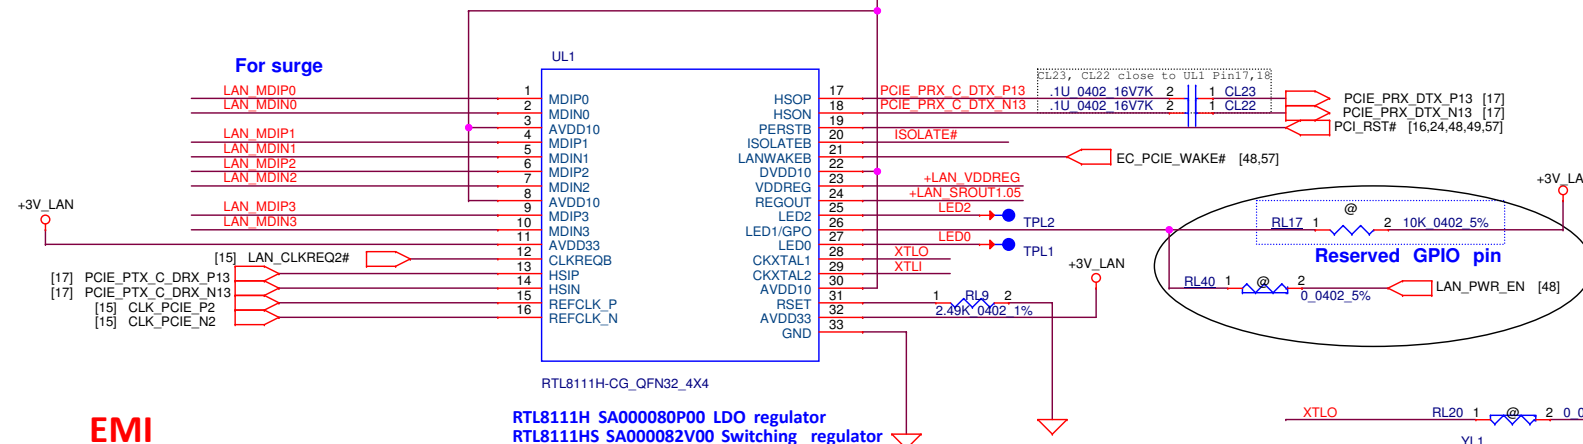 UL1
For surge
CL23, CL22 close to UL1 Pin17,18
LAN_MDIP0 1 MDIP0 HSOP 17 PCIE_PRX_C_DTX_P13 .1U_0402_16V7K 2 1 CL23 PCIE_PRX_DTX_P13 [17]
LAN_MDIN0 2 MDIN0 HSON 18 PCIE_PRX_C_DTX_N13 .1U_0402_16V7K 2 1 CL22 PCIE_PRX_DTX_N13 [17]
3 AVDD10 PERSTB 19 PCI_RST# [16,24,48,49,57]
LAN_MDIP1 4 MDIP1 ISOLATEB 20 ISOLATE#
LAN_MDIN1 5 MDIN1 LANWAKEB 21 EC_PCIE_WAKE# [48,57]
LAN_MDIP2 6 MDIP2 DVDD10 22
LAN_MDIN2 7 MDIN2 VDDREG 23 +LAN_VDDREG
8 AVDD10 REGOUT 24 +LAN_SROUT1.05
+3V_LAN
+3V_LA
LAN_MDIP3 9 MDIP3 LED2 25 LED2 TPL2
LAN_MDIN3 10 MDIN3 LED1/GPO 26 RL17 1 @ 2 10K_0402_5%
11 AVDD33 LED0 27 LED0 TPL1
Reserved GPIO pin
[15] LAN_CLKREQ2# 12 CLKREQB CKXTAL1 28 XTLO
[17] PCIE_PTX_C_DRX_P13 13 HSIP CKXTAL2 29 XTLI
+3V_LAN
[17] PCIE_PTX_C_DRX_N13 14 HSIN AVDD10 30
RL40 1 @ 2 0_0402_5% LAN_PWR_EN [48]
[15] CLK_PCIE_P2 15 REFCLK_P RSET 31 1 RL9 2 2.49K_0402_1%
[15] CLK_PCIE_N2 16 REFCLK_N AVDD33 32
GND 33
RTL8111H-CG_QFN32_4X4
RTL8111H SA000080P00 LDO regulator
RTL8111HS SA000082V00 Switching regulator
EMI
XTLO RL20 1 @ 2 0_0
YL1